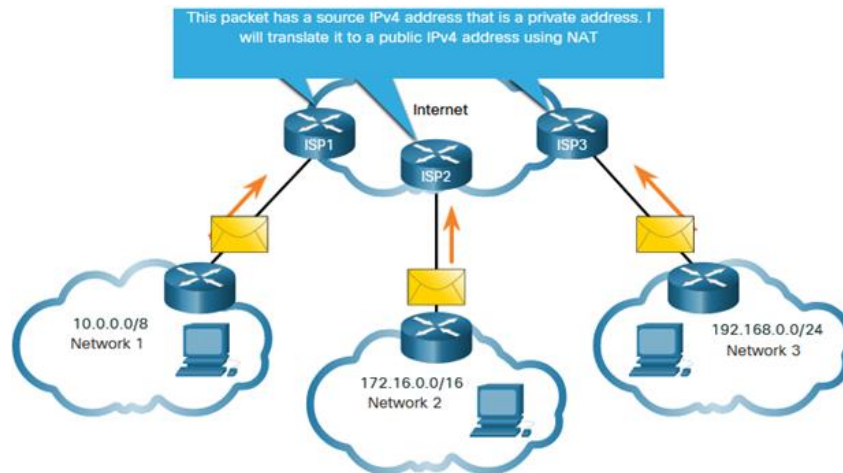 This packet has a source IPv4 address that is a private address. I
will translate it to a public IPv4 address using NAT
Internet
ISP1
ISP2
ISP3
10.0.0.0/8
Network 1
172.16.0.0/16
Network 2
192.168.0.0/24
Network 3